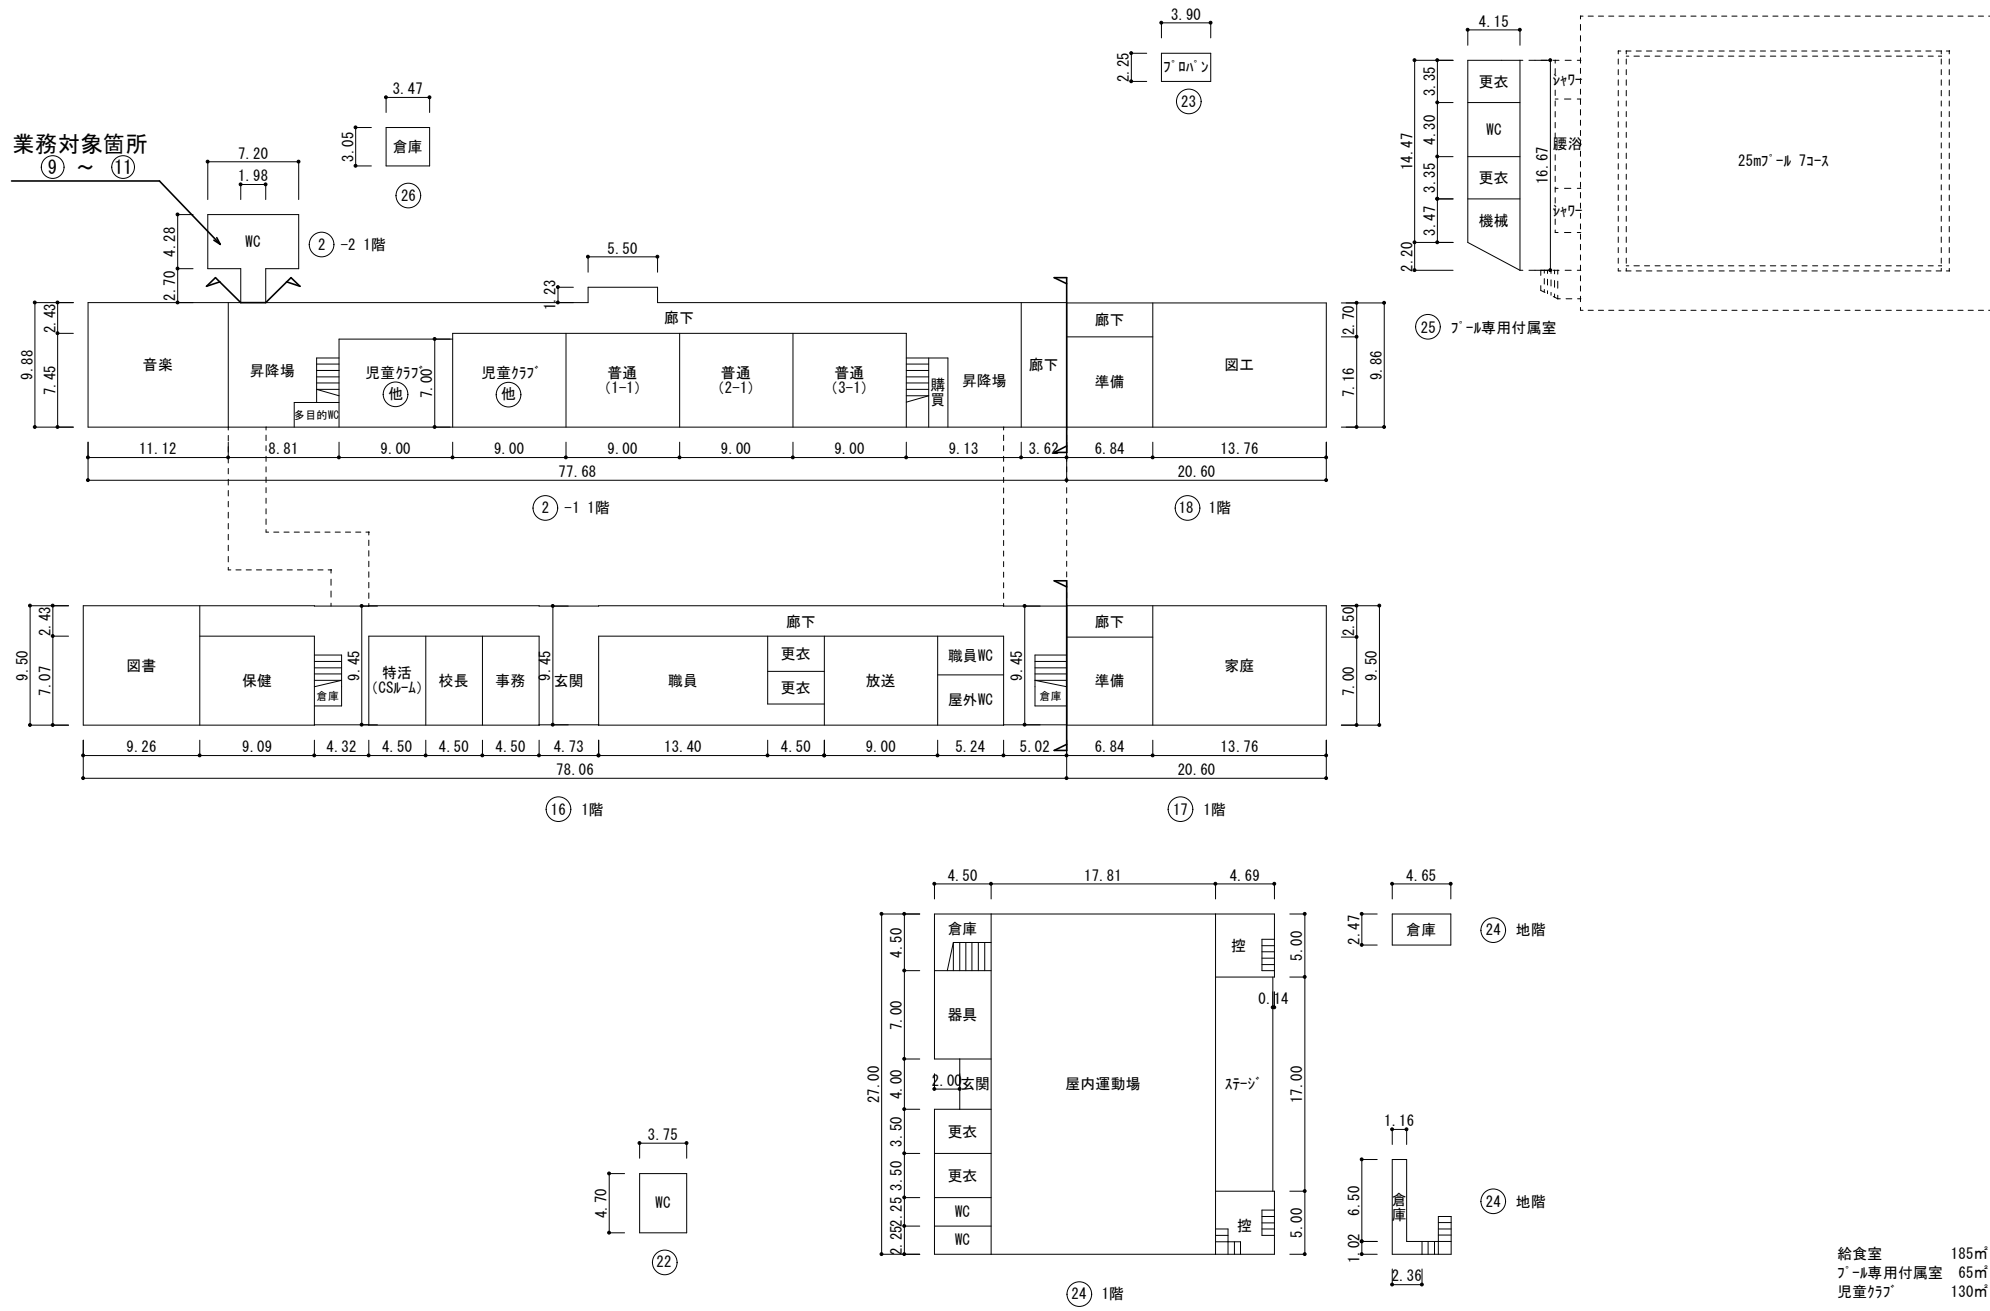 3.90
2.25
ﾌﾟﾛﾊﾟﾝ
23
4.15
3.35
4.30
3.35
3.47
14.47
2.20
16.67
更衣
WC
更衣
機械
ｼｬﾜｰ
腰浴
ｼｬﾜｰ
25mﾌﾟｰﾙ 7ｺｰｽ
25 ﾌﾟｰﾙ専用付属室
3.47
3.05
倉庫
26
業務対象箇所
9 ～ 11
7.20
1.98
4.28
2.70
WC
2 -2 1階
5.50
1.23
2.43
7.45
9.88
音楽
昇降場
多目的WC
児童ｸﾗﾌﾞ
他
7.00
児童ｸﾗﾌﾞ
他
廊下
普通
(1-1)
普通
(2-1)
普通
(3-1)
購買
昇降場
廊下
廊下
準備
図工
2.70
7.16
9.86
11.12 8.81 9.00 9.00 9.00 9.00 9.00 9.13 3.62 6.84 13.76
77.68 20.60
2 -1 1階
18 1階
2.43
7.07
9.50
図書
保健
倉庫
9.45
特活
(CSﾙｰﾑ)
校長
事務
9.45
玄関
廊下
職員
更衣
更衣
放送
職員WC
屋外WC
9.45
倉庫
廊下
準備
家庭
2.50
7.00
9.50
9.26 9.09 4.32 4.50 4.50 4.50 4.73 13.40 4.50 9.00 5.24 5.02 6.84 13.76
78.06 20.60
16 1階
17 1階
4.50 17.81 4.69
4.50
7.00
4.00
3.50
3.50
2.25
2.25
27.00
倉庫
器具
2.00
玄関
更衣
更衣
WC
WC
屋内運動場
控
ｽﾃｰｼﾞ
控
0.14
5.00
17.00
5.00
24 1階
4.65
2.47
倉庫
24 地階
1.16
6.50
1.02
2.36
倉庫
24 地階
3.75
4.70
WC
22
給食室 185㎡
ﾌﾟｰﾙ専用付属室 65㎡
児童ｸﾗﾌﾞ 130㎡